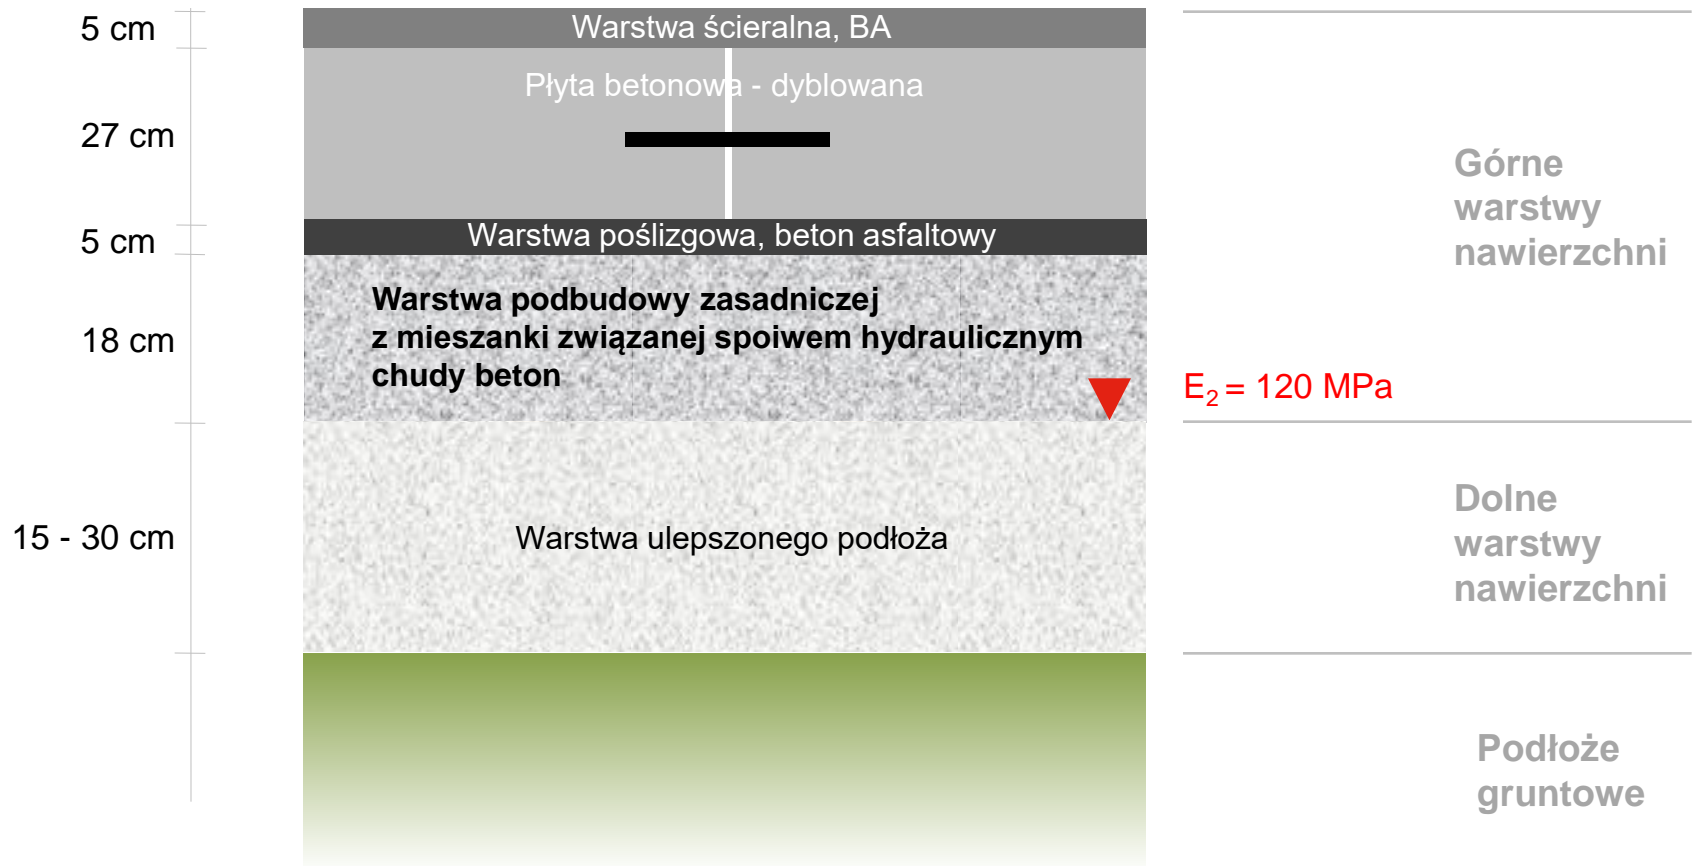 5 cm
Warstwa ścieralna, BA
Płyta betonowa - dyblowana
27 cm
Górne
warstwy
nawierzchni
5 cm
Warstwa poślizgowa, beton asfaltowy
Warstwa podbudowy zasadniczej
z mieszanki związanej spoiwem hydraulicznym
chudy beton
18 cm
E₂ = 120 MPa
15 - 30 cm
Warstwa ulepszonego podłoża
Dolne
warstwy
nawierzchni
Podłoże
gruntowe